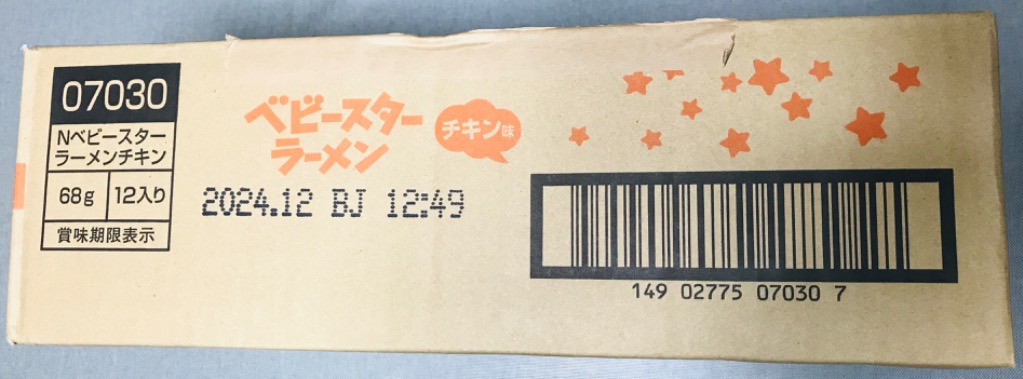 07030
Nベビースター
ラーメンチキン
68g 12入り
賞味期限表示
ベビースター
ラーメン
チキン味
2024.12 BJ 12:49
149 02775 07030 7